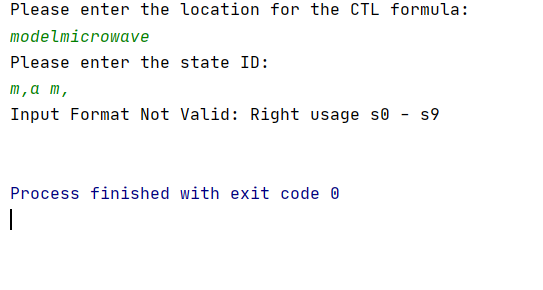 Please enter the location for the CTL formula:
modelmicrowave
Please enter the state ID:
m,a m,
Input Format Not Valid: Right usage s0 - s9
Process finished with exit code 0